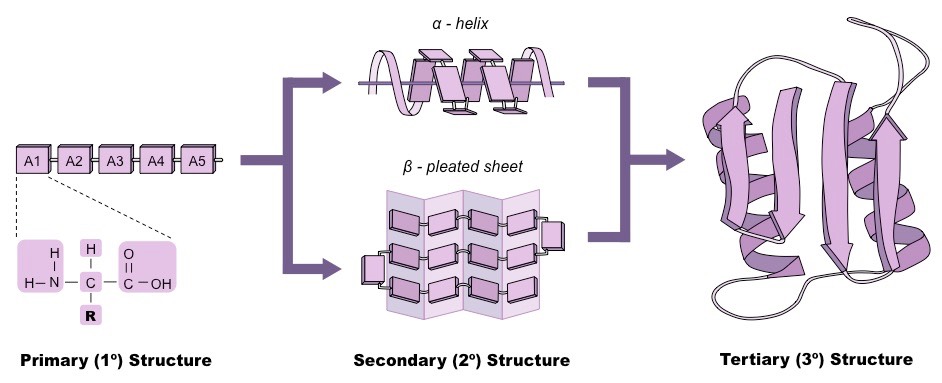 α - helix
A1 A2 A3 A4 A5
β - pleated sheet
H H O
H N C C OH
R
Primary (1º) Structure
Secondary (2º) Structure
Tertiary (3º) Structure